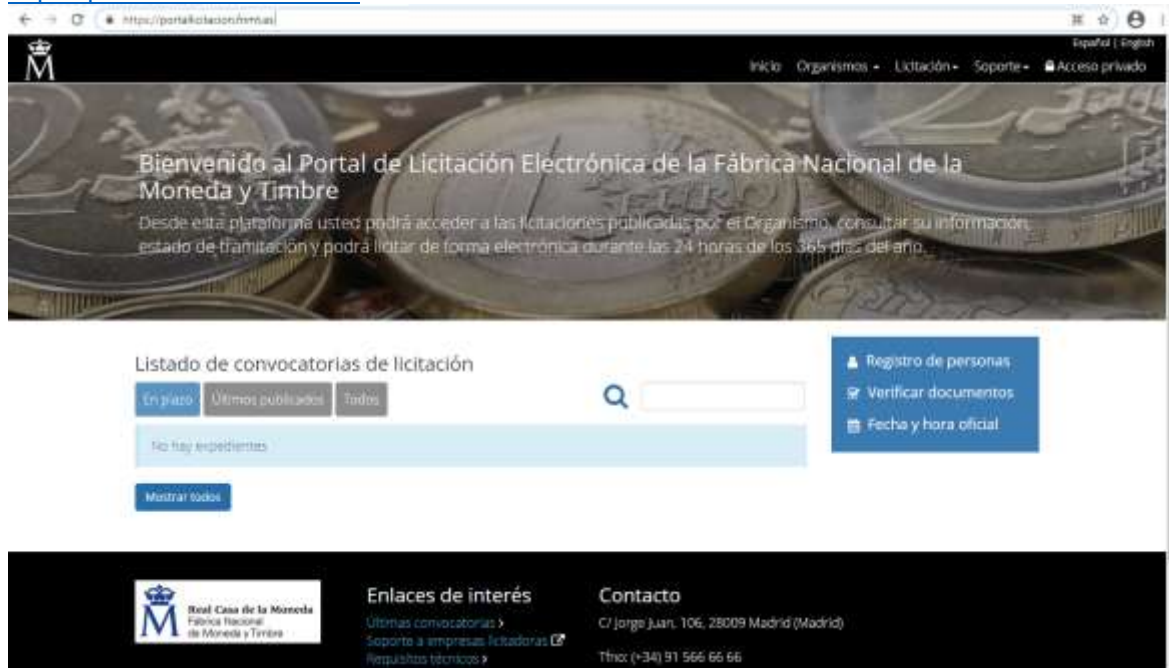 Español | English
Inicio Organismos Licitación Soporte Acceso privado
Bienvenido al Portal de Licitación Electrónica de la Fábrica Nacional de la
Moneda y Timbre
Desde esta plataforma usted podrá acceder a las licitaciones publicadas por el Organismo, consultar su información,
estado de tramitación y podrá licitar de forma electrónica durante las 24 horas de los 365 días del año.
Listado de convocatorias de licitación
En plazo Últimos publicados Todos
No hay expedientes
Mostrar todos
Registro de personas
Verificar documentos
Fecha y hora oficial
Real Casa de la Moneda
Fábrica Nacional
de Moneda y Timbre
Enlaces de interés
Últimas convocatorias >
Soporte a empresas licitadoras
Requisitos técnicos >
Contacto
C/ Jorge Juan, 106, 28009 Madrid (Madrid)
Tfno: (+34) 91 566 66 66